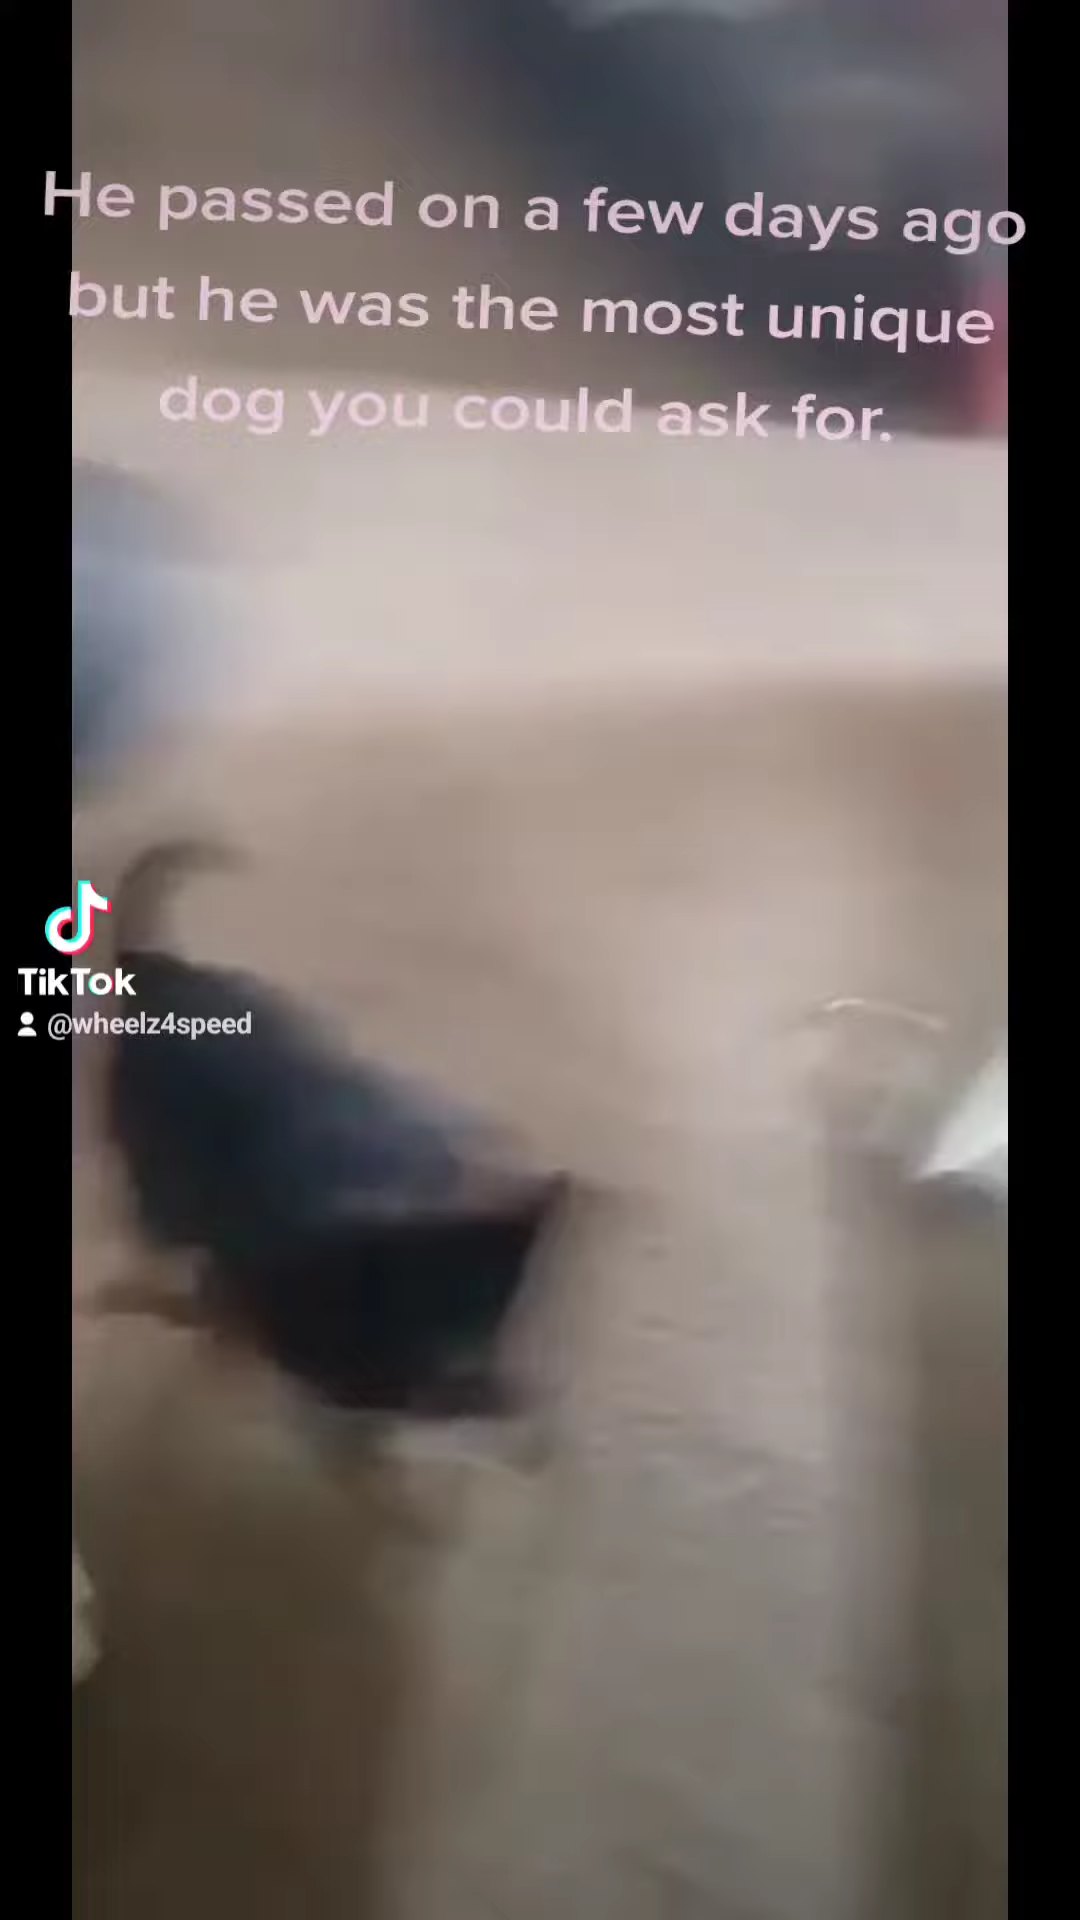 He passed on a few days ago
but he was the most unique
dog you could ask for.
TikTok
@wheelz4speed